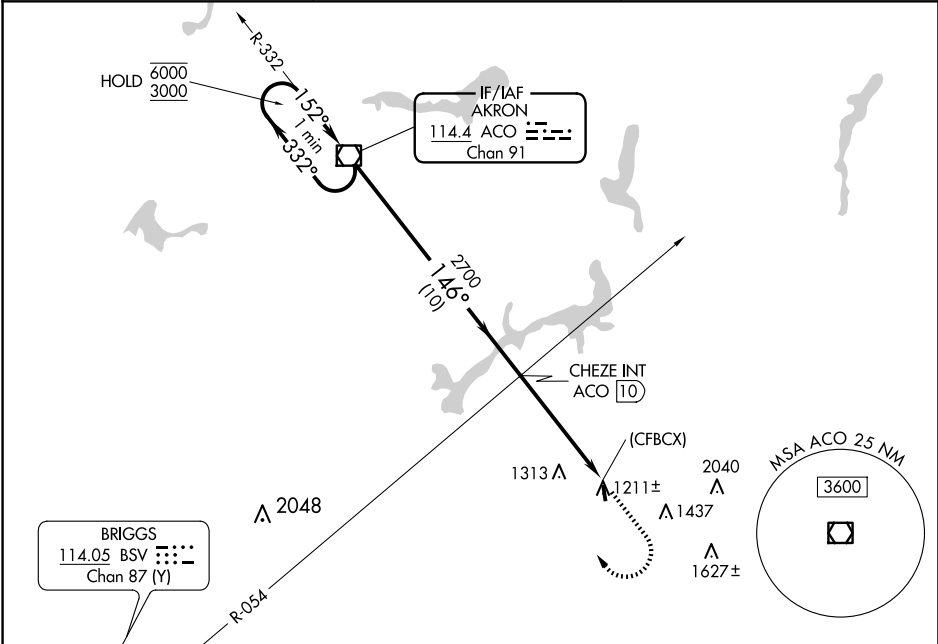 R-332
HOLD 6000
3000
152°
1 min
332°
IF/IAF
AKRON
114.4 ACO
Chan 91
2700
146°
(10)
CHEZE INT
ACO 10
(CFBCX)
1313
1211±
2040
1437
1627±
2048
MSA ACO 25 NM
3600
BRIGGS
114.05 BSV
Chan 87 (Y)
R-054